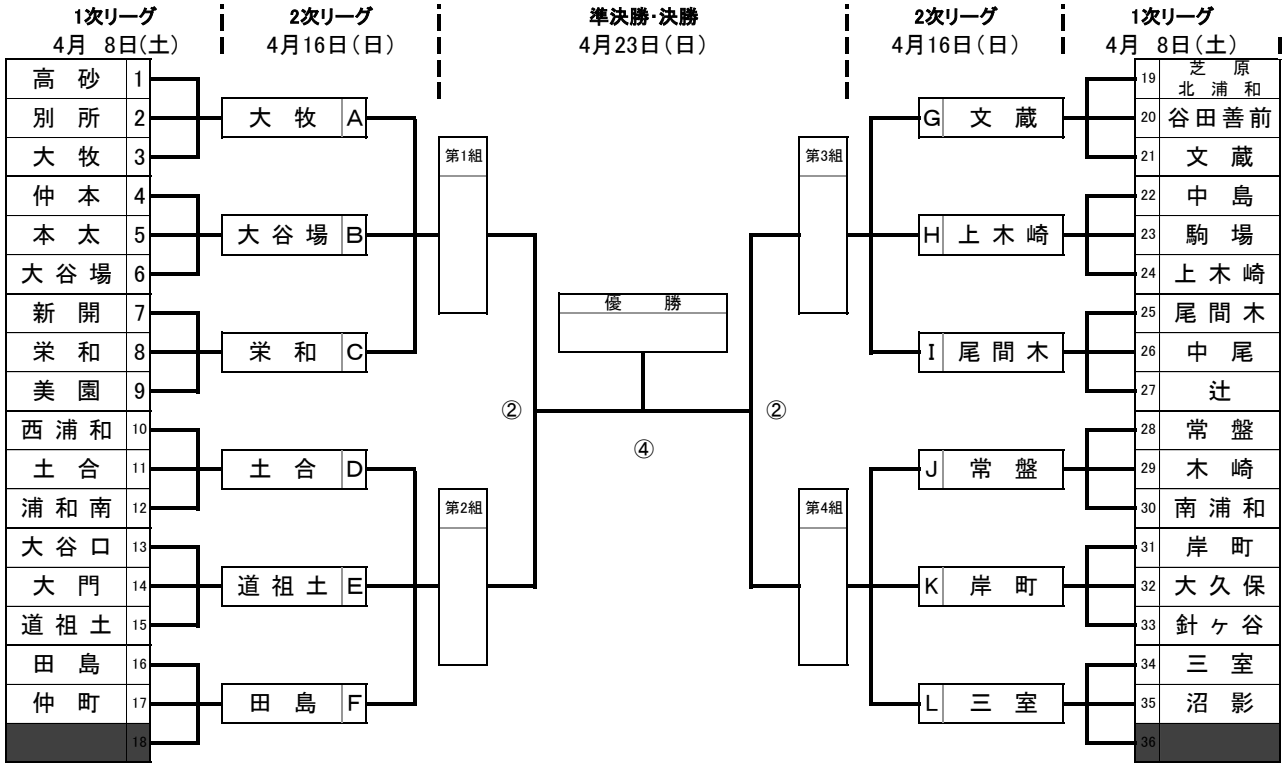 1次リーグ 2次リーグ 準決勝・決勝 2次リーグ 1次リーグ
4月 8日(土) 4月16日(日) 4月23日(日) 4月16日(日) 4月 8日(土)
高砂 1
別所 2
大牧 3
仲本 4
本太 5
大谷場 6
新開 7
栄和 8
美園 9
西浦和 10
土合 11
浦和南 12
大谷口 13
大門 14
道祖土 15
田島 16
仲町 17
18
大牧 A
大谷場 B
栄和 C
土合 D
道祖土 E
田島 F
第1組
第2組
②
優勝
④
②
第3組
第4組
G 文蔵
H 上木崎
I 尾間木
J 常盤
K 岸町
L 三室
19 芝原
北浦和
20 谷田善前
21 文蔵
22 中島
23 駒場
24 上木崎
25 尾間木
26 中尾
27 辻
28 常盤
29 木崎
30 南浦和
31 岸町
32 大久保
33 針ヶ谷
34 三室
35 沼影
36